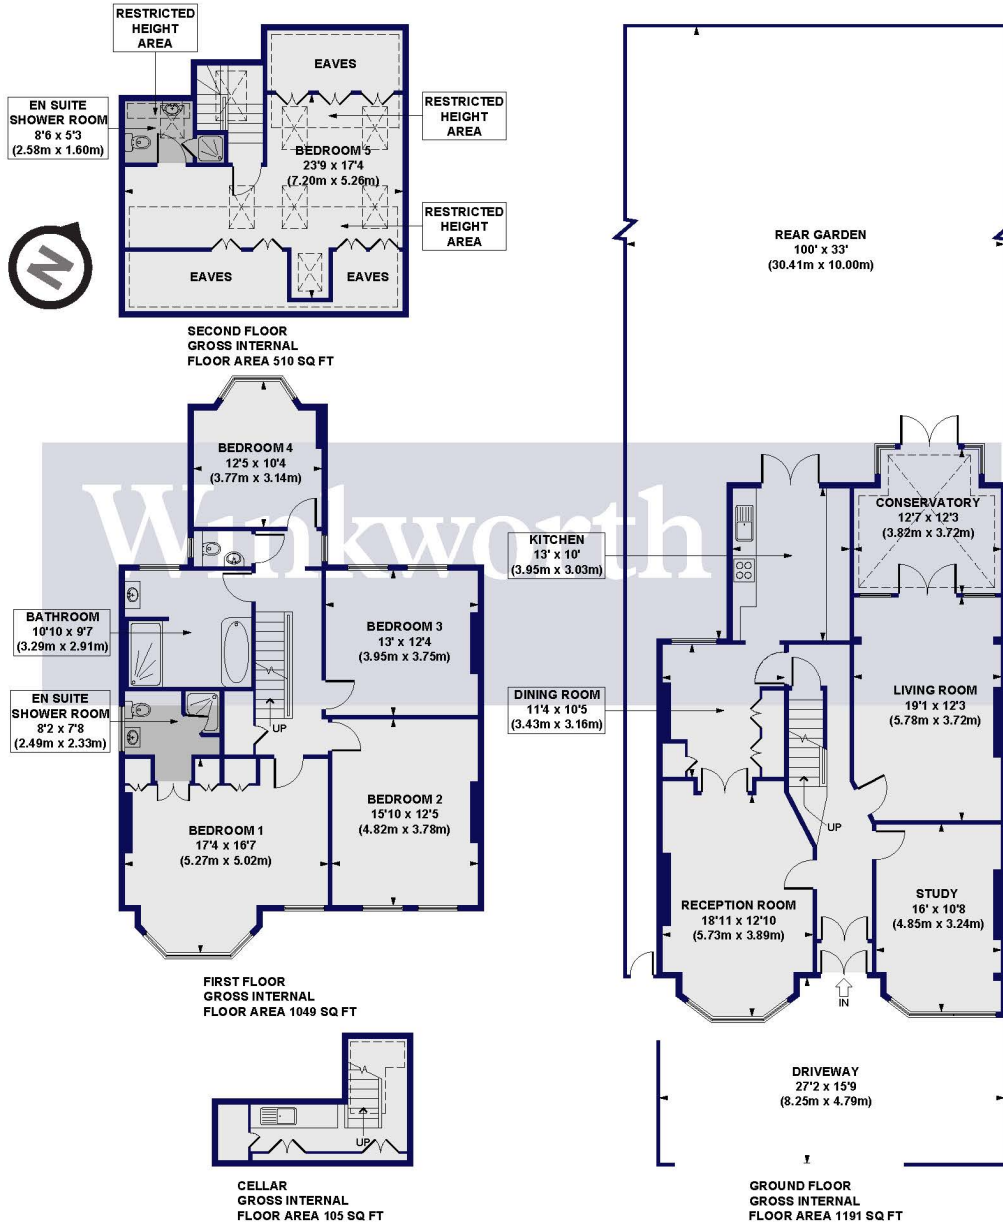 RESTRICTED
HEIGHT
AREA
EAVES
EN SUITE
SHOWER ROOM
8'6 x 5'3
(2.58m x 1.60m)
RESTRICTED
HEIGHT
AREA
BEDROOM 5
23'9 x 17'4
(7.20m x 5.26m)
RESTRICTED
HEIGHT
AREA
N
EAVES
EAVES
SECOND FLOOR
GROSS INTERNAL
FLOOR AREA 510 SQ FT
REAR GARDEN
100' x 33'
(30.41m x 10.00m)
Winkworth
BEDROOM 4
12'5 x 10'4
(3.77m x 3.14m)
BATHROOM
10'10 x 9'7
(3.29m x 2.91m)
BEDROOM 3
13' x 12'4
(3.95m x 3.75m)
EN SUITE
SHOWER ROOM
8'2 x 7'8
(2.49m x 2.33m)
UP
BEDROOM 1
17'4 x 16'7
(5.27m x 5.02m)
BEDROOM 2
15'10 x 12'5
(4.82m x 3.78m)
FIRST FLOOR
GROSS INTERNAL
FLOOR AREA 1049 SQ FT
CONSERVATORY
12'7 x 12'3
(3.82m x 3.72m)
KITCHEN
13' x 10'
(3.95m x 3.03m)
DINING ROOM
11'4 x 10'5
(3.43m x 3.16m)
LIVING ROOM
19'1 x 12'3
(5.78m x 3.72m)
UP
RECEPTION ROOM
18'11 x 12'10
(5.73m x 3.89m)
STUDY
16' x 10'8
(4.85m x 3.24m)
IN
DRIVEWAY
27'2 x 15'9
(8.25m x 4.79m)
UP
CELLAR
GROSS INTERNAL
FLOOR AREA 105 SQ FT
GROUND FLOOR
GROSS INTERNAL
FLOOR AREA 1191 SQ FT